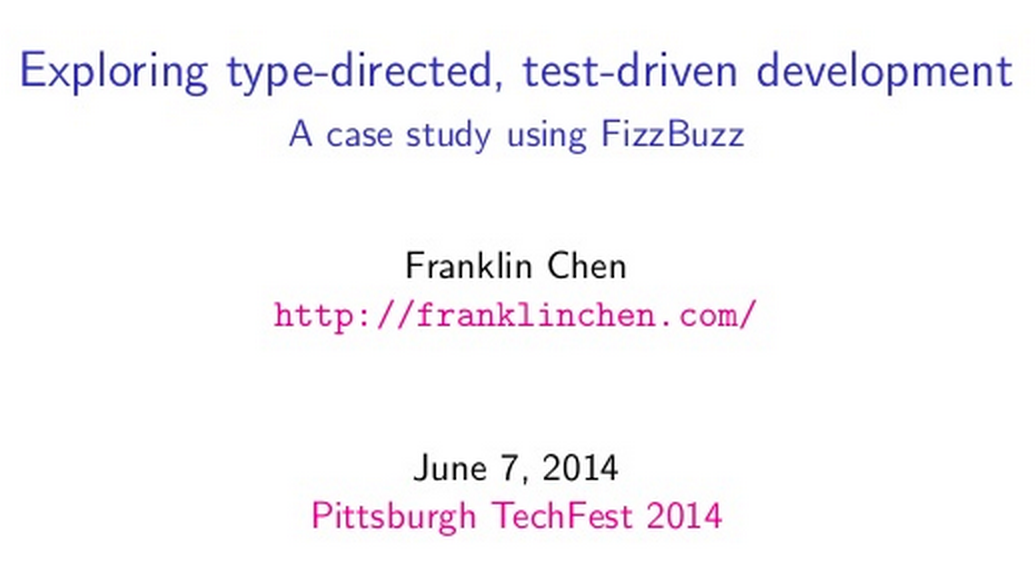 Exploring type-directed, test-driven development
A case study using FizzBuzz
Franklin Chen
http://franklinchen.com/
June 7, 2014
Pittsburgh TechFest 2014